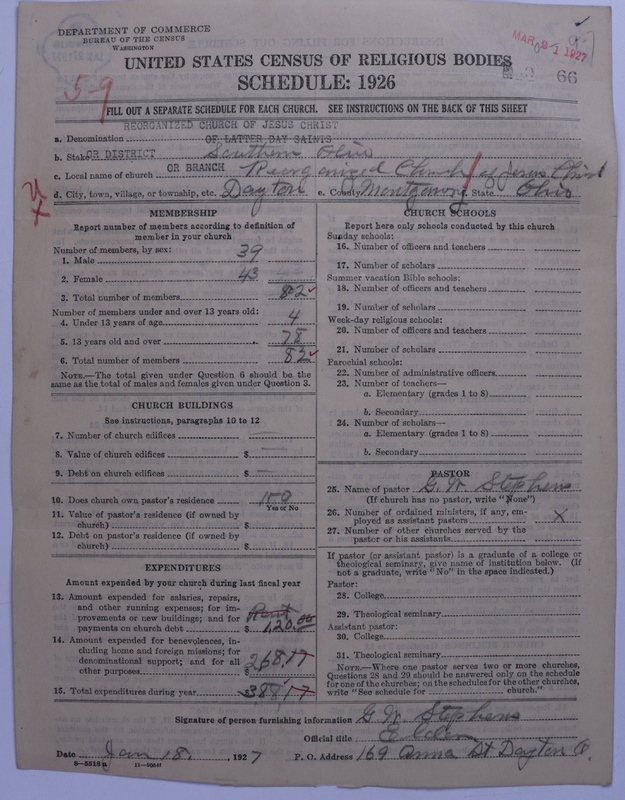 DEPARTMENT OF COMMERCE
BUREAU OF THE CENSUS
WASHINGTON
MAR 21 1927
66
UNITED STATES CENSUS OF RELIGIOUS BODIES
SCHEDULE: 1926
5-9
FILL OUT A SEPARATE SCHEDULE FOR EACH CHURCH. SEE INSTRUCTIONS ON THE BACK OF THIS SHEET
REORGANIZED CHURCH OF JESUS CHRIST
a. Denomination OF LATTER DAY SAINTS
b. Stake OR DISTRICT Southern Ohio
c. Local name of church OR BRANCH Reorganized Church of Jesus Christ
d. City, town, village, or township, etc. Dayton e. County Montgomery f. State Ohio
MEMBERSHIP
Report number of members according to definition of
member in your church
Number of members, by sex:
1. Male 39
2. Female 43
3. Total number of members 82
Number of members under and over 13 years old:
4. Under 13 years of age 4
5. 13 years old and over 78
6. Total number of members 82
NOTE.—The total given under Question 6 should be the
same as the total of males and females given under Question 3.
CHURCH BUILDINGS
See instructions, paragraphs 10 to 12
7. Number of church edifices
8. Value of church edifices $
9. Debt on church edifices $ —
10. Does church own pastor's residence no
Yes or No
11. Value of pastor's residence (if owned by
church) $
12. Debt on pastor's residence (if owned by
church) $
EXPENDITURES
Amount expended by your church during last fiscal year
13. Amount expended for salaries, repairs,
and other running expenses; for im-
provements or new buildings; and for
payments on church debt Rent $ 120.00
14. Amount expended for benevolences, in-
cluding home and foreign missions; for
denominational support; and for all
other purposes $ 268.17
15. Total expenditures during year 388.17
CHURCH SCHOOLS
Report here only schools conducted by this church
Sunday schools:
16. Number of officers and teachers
17. Number of scholars
Summer vacation Bible schools:
18. Number of officers and teachers
19. Number of scholars
Week-day religious schools:
20. Number of officers and teachers
21. Number of scholars
Parochial schools:
22. Number of administrative officers
23. Number of teachers—
a. Elementary (grades 1 to 8)
b. Secondary
24. Number of scholars—
a. Elementary (grades 1 to 8)
b. Secondary
PASTOR
25. Name of pastor G. W. Stephens
(If church has no pastor, write "None")
26. Number of ordained ministers, if any, em-
ployed as assistant pastors X
27. Number of other churches served by the
pastor or his assistants
If pastor (or assistant pastor) is a graduate of a college or
theological seminary, give name of institution below. (If
not a graduate, write "No" in the space indicated.)
Pastor:
28. College
29. Theological seminary
Assistant pastor:
30. College
31. Theological seminary
NOTE.—Where one pastor serves two or more churches,
Questions 28 and 29 should be answered only on the schedule
for one of the churches; on the schedules for the other churches,
write "See schedule for church."
Signature of person furnishing information G. W. Stephens
Official title Elder
Date Jan 18, 1927 P. O. Address 169 Anna St Dayton O.
8-5318a 11-9084f